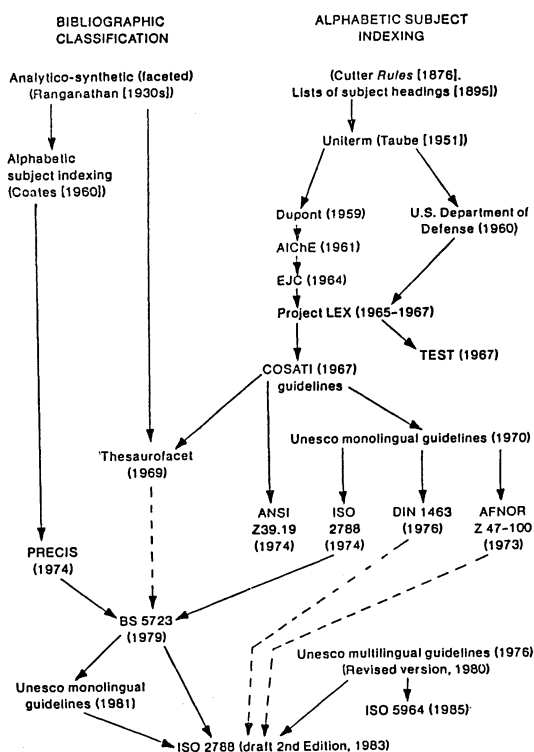 BIBLIOGRAPHIC
CLASSIFICATION
ALPHABETIC SUBJECT
INDEXING
Analytico-synthetic (faceted)
(Ranganathan [1930s])
(Cutter Rules [1876].
Lists of subject headings [1895])
Uniterm (Taube [1951])
Alphabetic
subject indexing
(Coates [1960])
Dupont (1959)
U.S. Department of
Defense (1960)
AIChE (1961)
EJC (1964)
Project LEX (1965-1967)
TEST (1967)
COSATI (1967)
guidelines
Unesco monolingual guidelines (1970)
Thesaurofacet
(1969)
ANSI
Z39.19
(1974)
ISO
2788
(1974)
DIN 1463
(1976)
AFNOR
Z 47-100
(1973)
PRECIS
(1974)
BS 5723
(1979)
Unesco multilingual guidelines (1976)
(Revised version, 1980)
Unesco monolingual
guidelines (1981)
ISO 5964 (1985)
ISO 2788 (draft 2nd Edition, 1983)